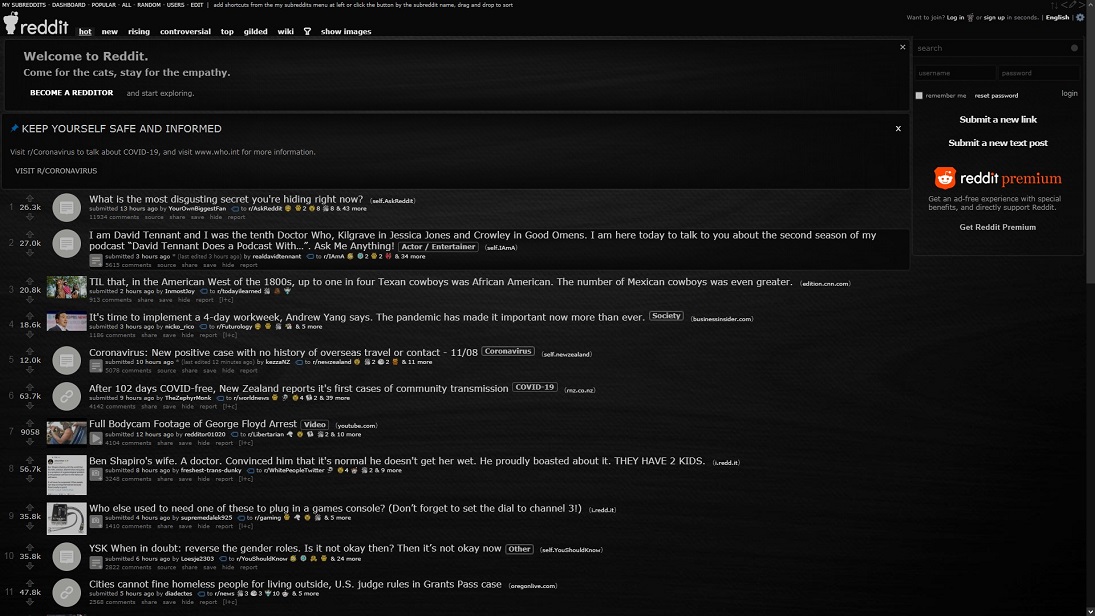 MY SUBREDDITS - DASHBOARD - POPULAR - ALL - RANDOM - USERS - EDIT | add shortcuts from the my subreddits menu at left or click the button by the subreddit name, drag and drop to sort
reddit hot new rising controversial top gilded wiki show images
Want to join? Log in or sign up in seconds. | English |
Welcome to Reddit.
Come for the cats, stay for the empathy.
BECOME A REDDITOR and start exploring.
KEEP YOURSELF SAFE AND INFORMED
Visit r/Coronavirus to talk about COVID-19, and visit www.who.int for more information.
VISIT R/CORONAVIRUS
search
username password
remember me reset password login
Submit a new link
Submit a new text post
reddit premium
Get an ad-free experience with special
benefits, and directly support Reddit.
Get Reddit Premium
1 26.3k What is the most disgusting secret you're hiding right now? (self.AskReddit)
submitted 13 hours ago by YourOwnBiggestFan to r/AskReddit 2 8 8 & 43 more
11934 comments source share save hide report
2 27.0k I am David Tennant and I was the tenth Doctor Who, Kilgrave in Jessica Jones and Crowley in Good Omens. I am here today to talk to you about the second season of my
podcast “David Tennant Does a Podcast With…”. Ask Me Anything! Actor / Entertainer (self.IAmA)
submitted 3 hours ago * (last edited 3 hours ago) by realdavidtennant to r/IAmA 2 2 & 34 more
5615 comments source share save hide report
3 20.8k TIL that, in the American West of the 1800s, up to one in four Texan cowboys was African American. The number of Mexican cowboys was even greater. (edition.cnn.com)
submitted 2 hours ago by InmostJoy to r/todayilearned
913 comments share save hide report [l+c]
4 18.6k It's time to implement a 4-day workweek, Andrew Yang says. The pandemic has made it important now more than ever. Society (businessinsider.com)
submitted 3 hours ago by nicko_rico to r/Futurology & 5 more
1186 comments share save hide report [l+c]
5 12.0k Coronavirus: New positive case with no history of overseas travel or contact - 11/08 Coronavirus (self.newzealand)
submitted 10 hours ago * (last edited 12 minutes ago) by kezzaNZ to r/newzealand 2 2 & 11 more
5078 comments source share save hide report
6 63.7k After 102 days COVID-free, New Zealand reports it's first cases of community transmission COVID-19 (rnz.co.nz)
submitted 9 hours ago by TheZephyrMonk to r/worldnews 4 2 & 39 more
4142 comments share save hide report [l+c]
7 9058 Full Bodycam Footage of George Floyd Arrest Video (youtube.com)
submitted 12 hours ago by redditor01020 to r/Libertarian 2 & 10 more
4104 comments share save hide report [l+c]
8 56.7k Ben Shapiro's wife. A doctor. Convinced him that it's normal he doesn't get her wet. He proudly boasted about it. THEY HAVE 2 KIDS. (i.redd.it)
submitted 8 hours ago by freshest-trans-dunky to r/WhitePeopleTwitter 4 2 & 9 more
3248 comments share save hide report [l+c]
9 35.8k Who else used to need one of these to plug in a games console? (Don’t forget to set the dial to channel 3!) (i.redd.it)
submitted 4 hours ago by supremedalek925 to r/gaming & 5 more
1410 comments share save hide report [l+c]
10 35.8k YSK When in doubt: reverse the gender roles. Is it not okay then? Then it’s not okay now Other (self.YouShouldKnow)
submitted 6 hours ago by Loesje2303 to r/YouShouldKnow & 24 more
2822 comments source share save hide report
11 47.8k Cities cannot fine homeless people for living outside, U.S. judge rules in Grants Pass case (oregonlive.com)
submitted 5 hours ago by diadectes to r/news 3 3 10 & 5 more
2568 comments share save hide report [l+c]